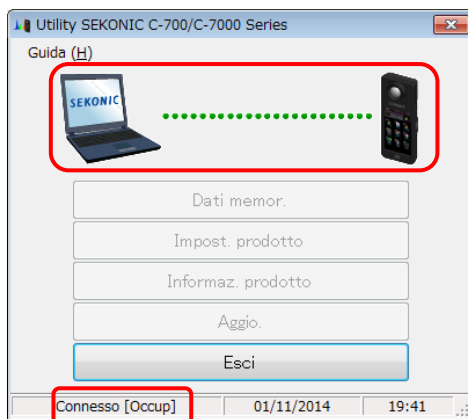 Utility SEKONIC C-700/C-7000 Series
Guida (H)
SEKONIC
Dati memor.
Impost. prodotto
Informaz. prodotto
Aggio.
Esci
Connesso [Occup] 01/11/2014 19:41